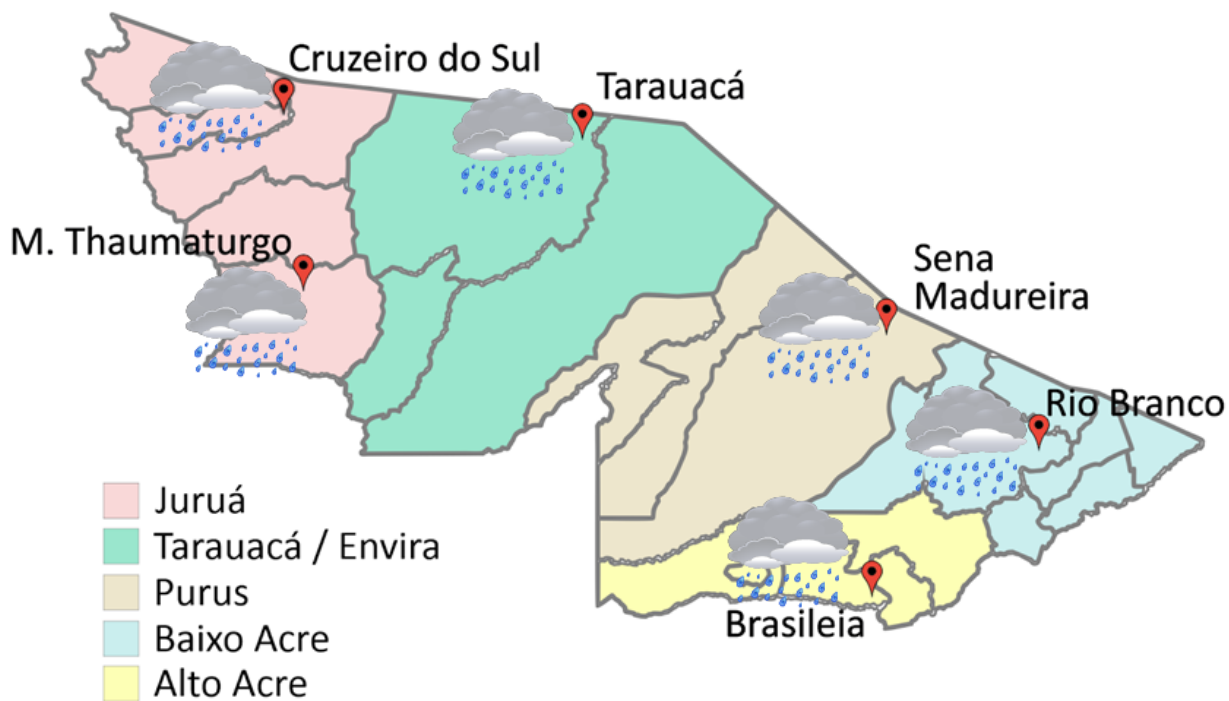 Cruzeiro do Sul
Tarauacá
M. Thaumaturgo
Sena
Madureira
Rio Branco
Brasileia
Juruá
Tarauacá / Envira
Purus
Baixo Acre
Alto Acre